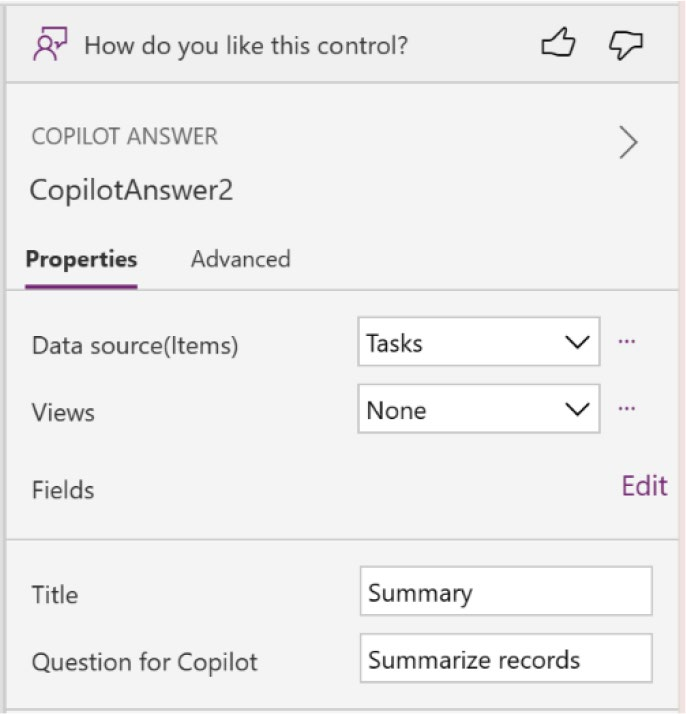 How do you like this control?
COPILOT ANSWER
CopilotAnswer2
Properties Advanced
Data source(Items) Tasks ...
Views None ...
Fields Edit
Title Summary
Question for Copilot Summarize records